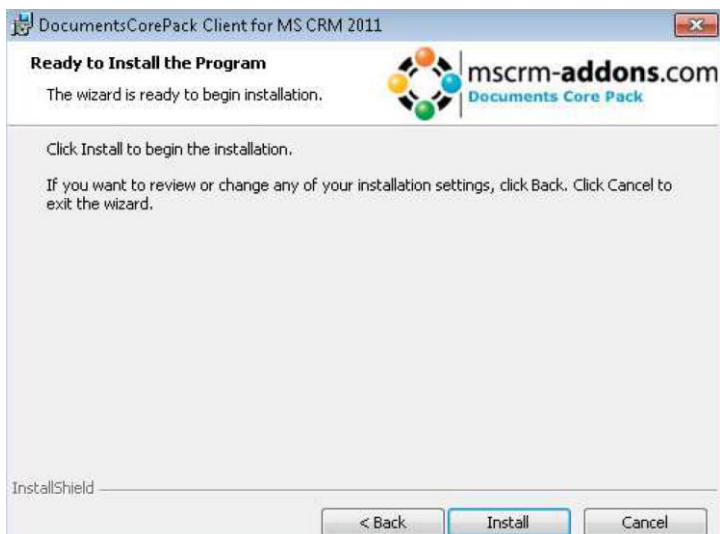 DocumentsCorePack Client for MS CRM 2011
Ready to Install the Program
The wizard is ready to begin installation.
mscrm-addons.com
Documents Core Pack
Click Install to begin the installation.
If you want to review or change any of your installation settings, click Back. Click Cancel to
exit the wizard.
InstallShield
< Back Install Cancel